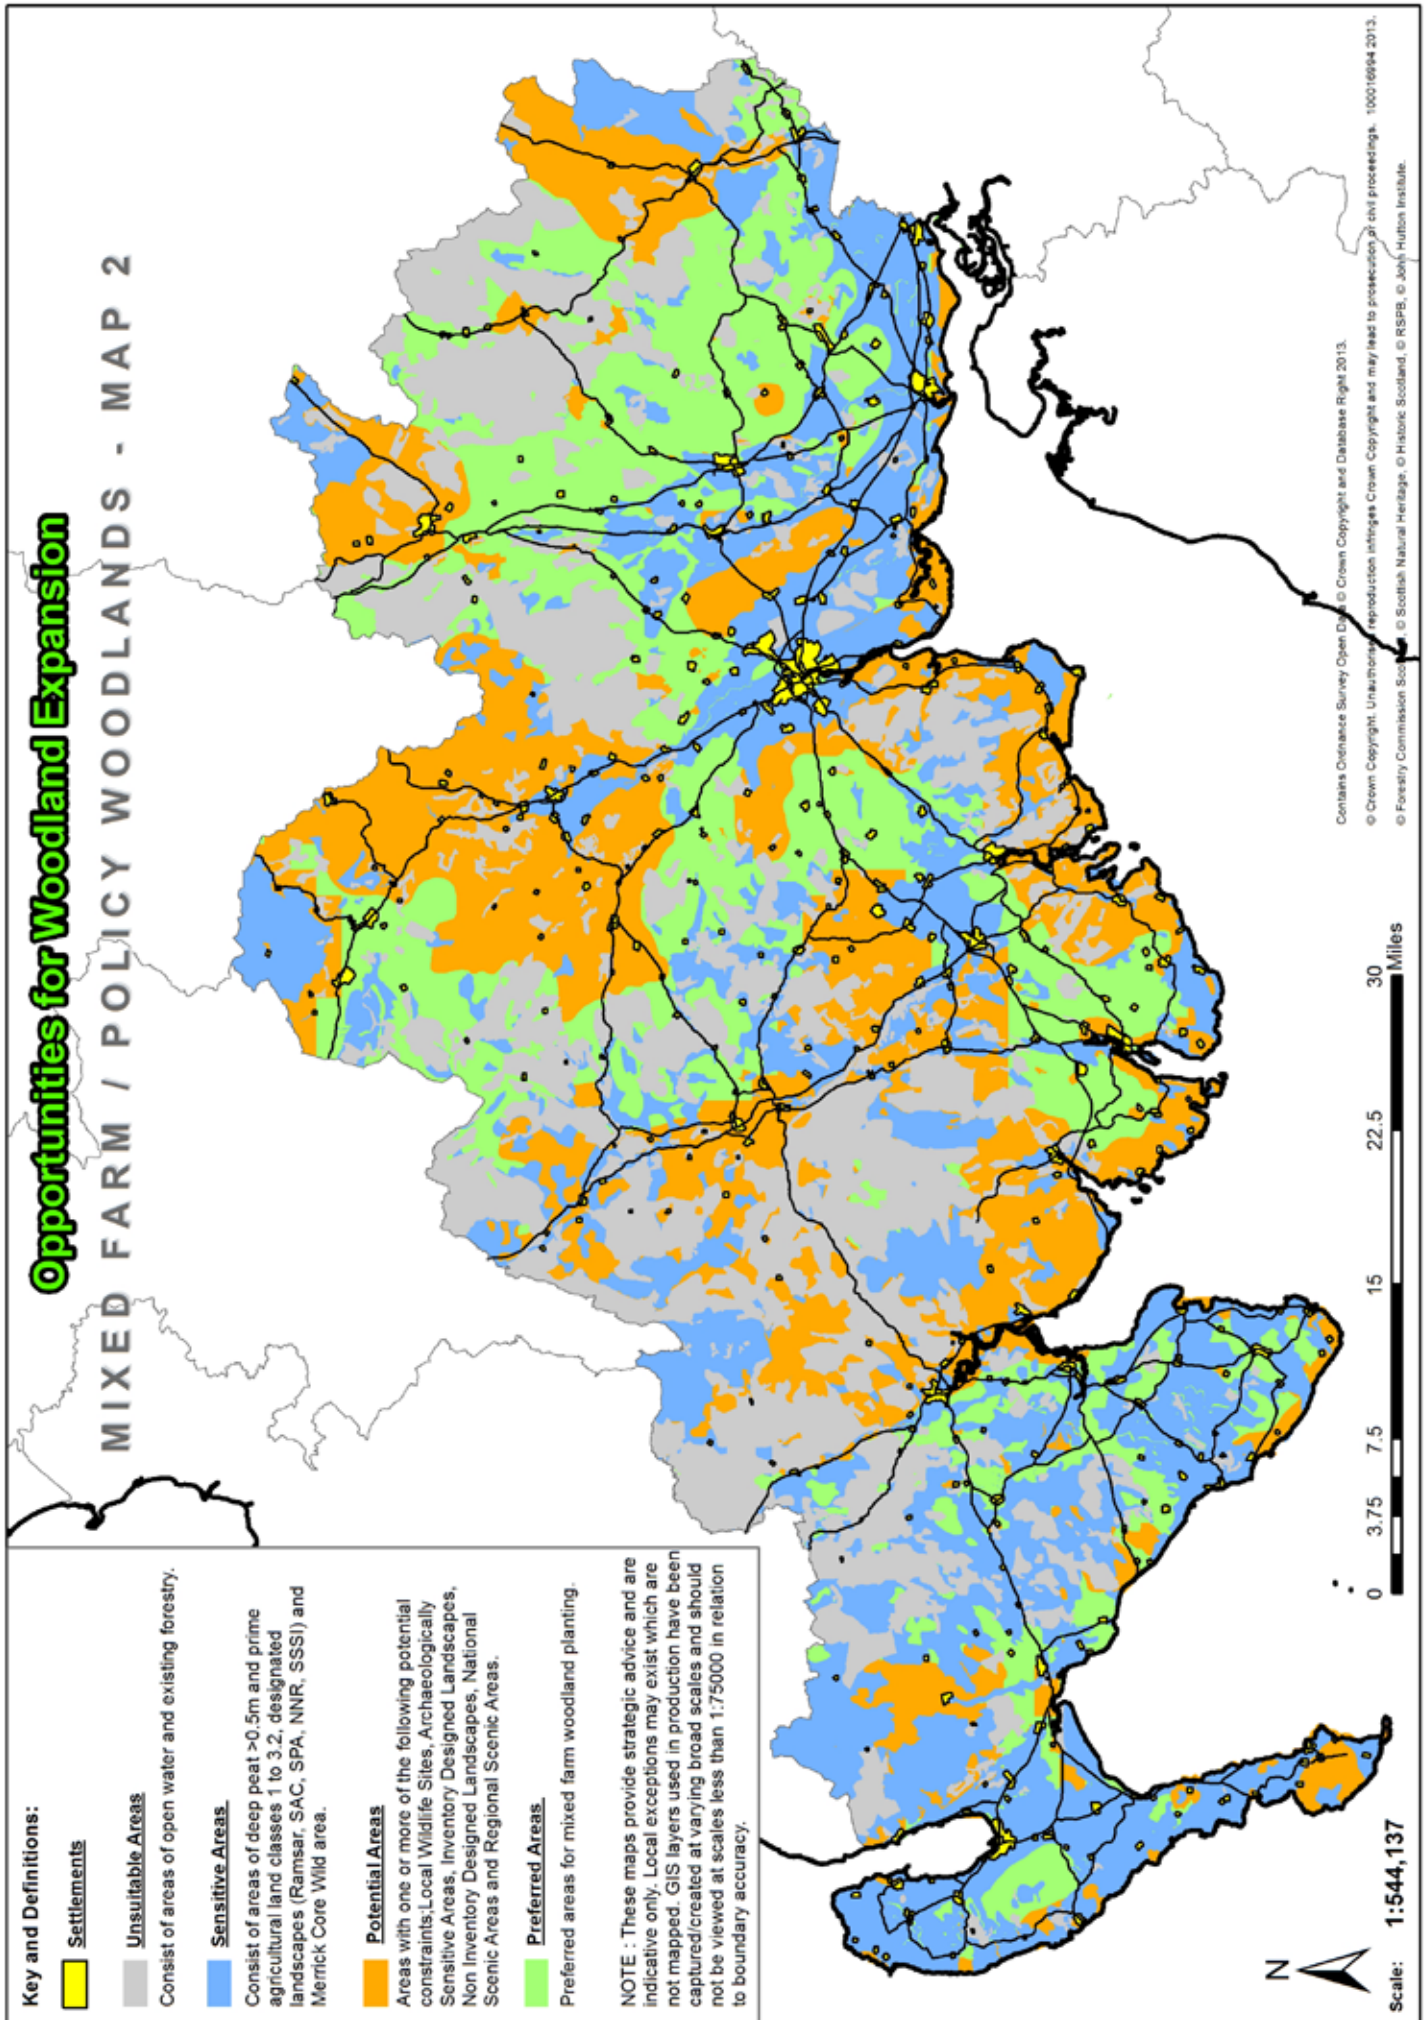 Opportunities for Woodland Expansion
MIXED FARM / POLICY WOODLANDS - MAP 2
Key and Definitions:
Settlements
Unsuitable Areas
Consist of areas of open water and existing forestry.
Sensitive Areas
Consist of areas of deep peat >0.5m and prime
agricultural land classes 1 to 3.2, designated
landscapes (Ramsar, SAC, SPA, NNR, SSSI) and
Merrick Core Wild area.
Potential Areas
Areas with one or more of the following potential
constraints;Local Wildlife Sites, Archaeologically
Sensitive Areas, Inventory Designed Landscapes,
Non Inventory Designed Landscapes, National
Scenic Areas and Regional Scenic Areas.
Preferred Areas
Preferred areas for mixed farm woodland planting.
NOTE : These maps provide strategic advice and are
indicative only. Local exceptions may exist which are
not mapped. GIS layers used in production have been
captured/created at varying broad scales and should
not be viewed at scales less than 1:75000 in relation
to boundary accuracy.
N
Scale: 1:544,137
0 3.75 7.5 15 22.5 30
Miles
Contains Ordnance Survey Open Data © Crown Copyright and Database Right 2013.
© Crown Copyright. Unauthorised reproduction infringes Crown Copyright and may lead to prosecution or civil proceedings. 100016994 2013.
© Forestry Commission Scotland, © Scottish Natural Heritage, © Historic Scotland, © RSPB, © John Hutton Institute.